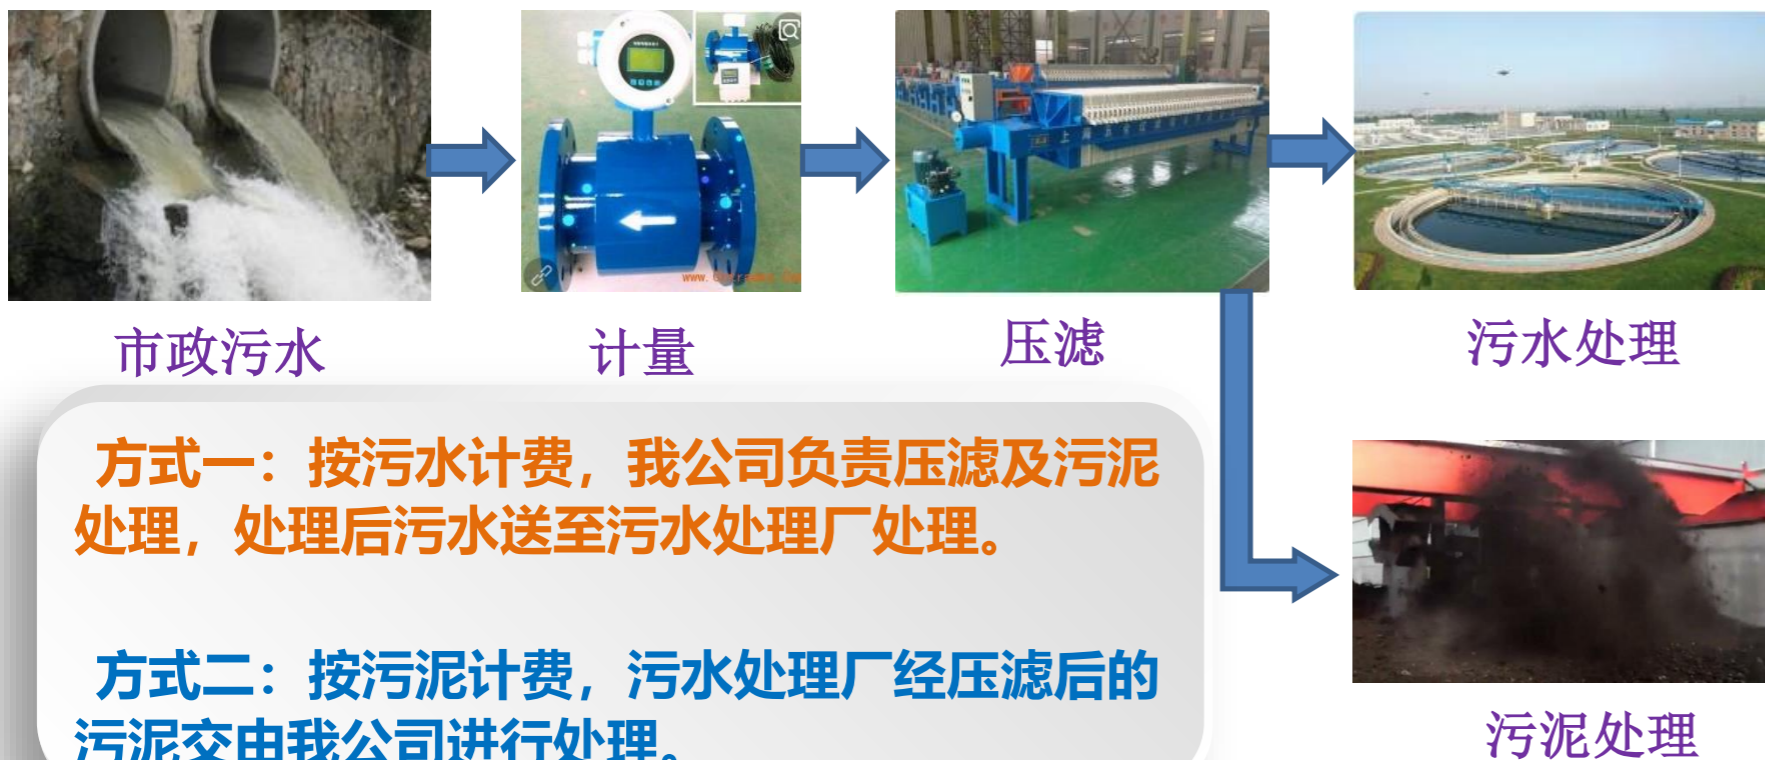 市政污水
计量
压滤
污水处理
方式一：按污水计费，我公司负责压滤及污泥
处理，处理后污水送至污水处理厂处理。
方式二：按污泥计费，污水处理厂经压滤后的
污泥交由我公司进行处理。
污泥处理